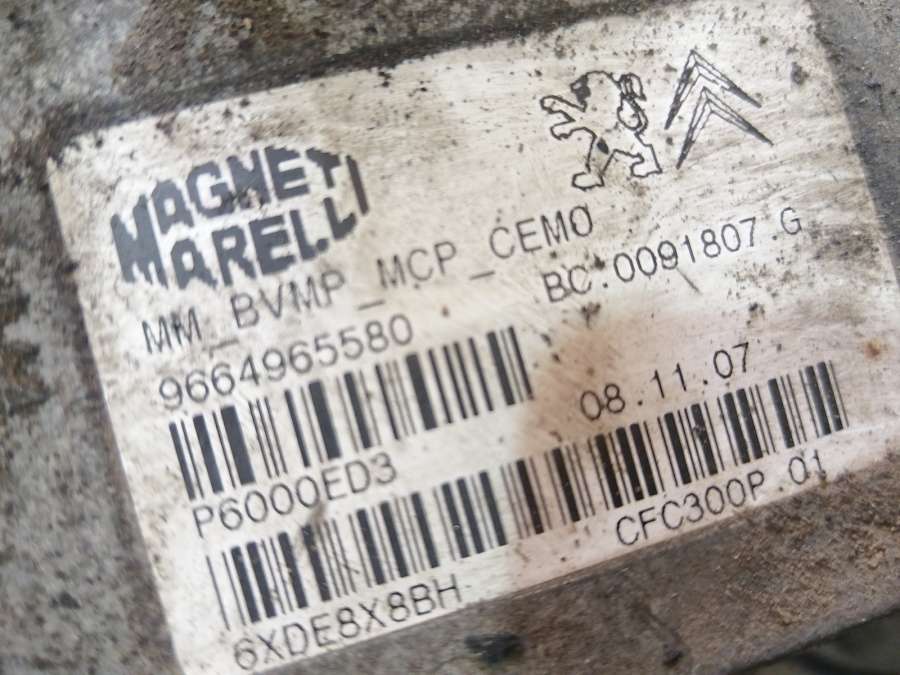 MAGNETI
MARELLI
MM_BVMP_MCP_CEMO
BC.0091807.G
9664965580
08.11.07
P6000ED3
CFC300P.01
6XDE8X8BH